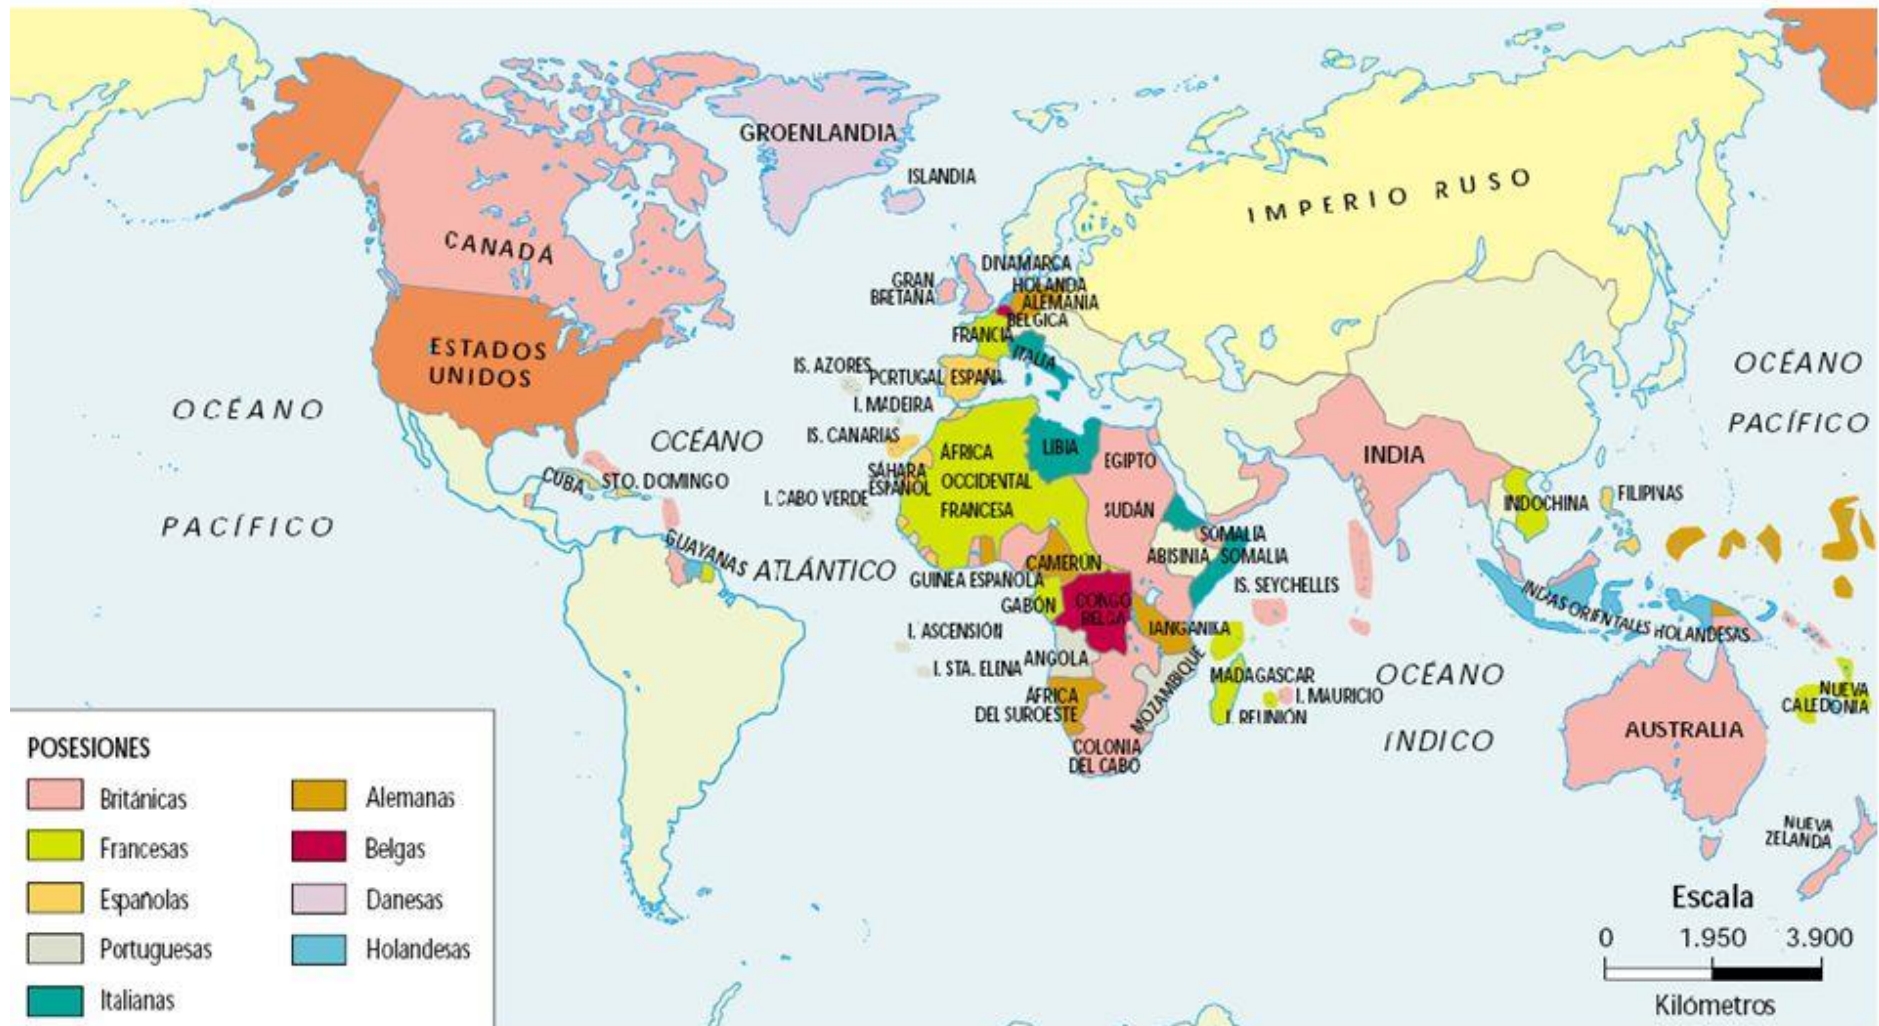 GROENLANDIA
ISLANDIA
IMPERIO RUSO
CANADÁ
DINAMARCA
GRAN
BRETAÑA
HOLANDA
ALEMANIA
BELGICA
FRANCIA
ITALIA
ESTADOS
UNIDOS
IS. AZORES
PORTUGAL
ESPAÑA
I. MADEIRA
OCÉANO
PACÍFICO
OCÉANO
ATLÁNTICO
OCÉANO
PACÍFICO
IS. CANARIAS
ÁFRICA
OCCIDENTAL
FRANCESA
LIBIA
EGIPTO
INDIA
SÁHARA
ESPAÑOL
CUBA
STO. DOMINGO
I. CABO VERDE
SUDÁN
INDOCHINA
FILIPINAS
GUAYANAS
SOMALIA
ABISINIA
SOMALIA
CAMERÚN
GUINEA ESPAÑOLA
IS. SEYCHELLES
GABÓN
CONGO
BELGA
INDIAS ORIENTALES HOLANDESAS
I. ASCENSIÓN
TANGANIKA
I. STA. ELENA
ANGOLA
MOZAMBIQUE
MADAGASCAR
OCÉANO
ÍNDICO
I. MAURICIO
I. REUNIÓN
ÁFRICA
DEL SUROESTE
NUEVA
CALEDONIA
AUSTRALIA
COLONIA
DEL CABO
NUEVA
ZELANDA
POSESIONES
Británicas
Francesas
Españolas
Portuguesas
Italianas
Alemanas
Belgas
Danesas
Holandesas
Escala
0 1.950 3.900
Kilómetros